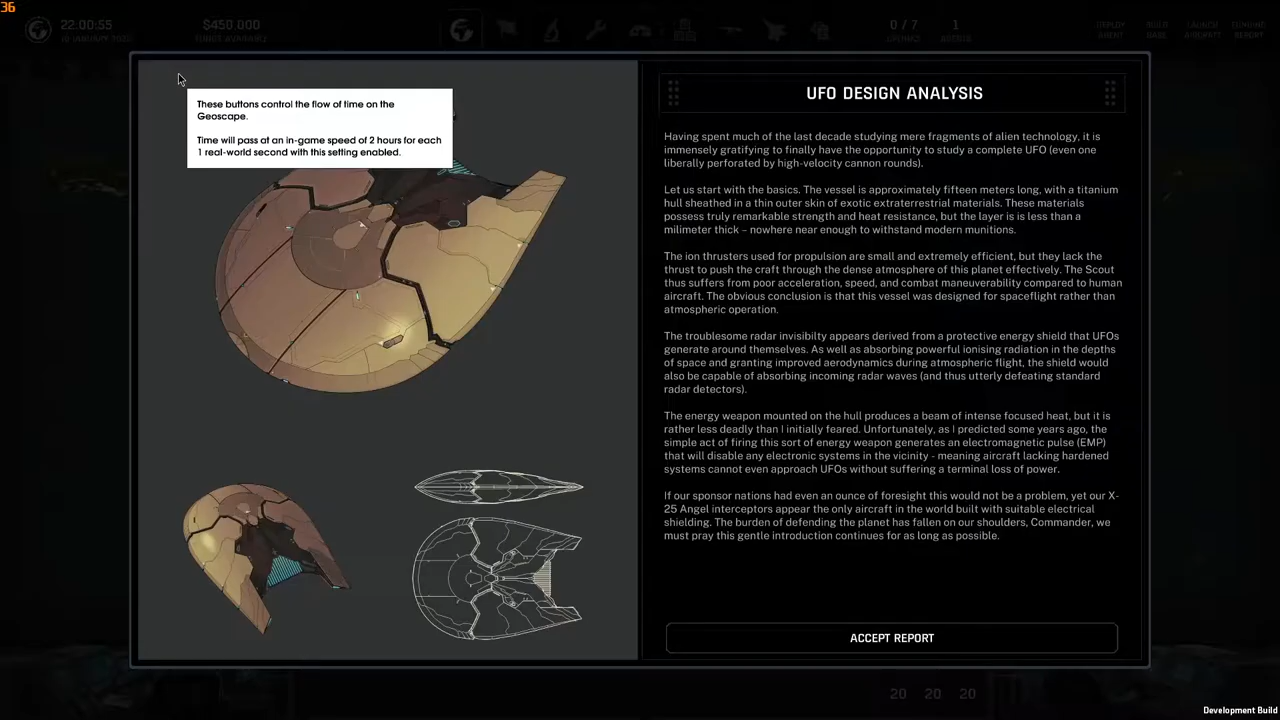 36
22:00:55
$450,000
FUNDS AVAILABLE
0 / 7
1
DEPLOY
AGENT
BUILD
BASE
LAUNCH
AIRCRAFT
REPORT
These buttons control the flow of time on the
Geoscape.
Time will pass at an in-game speed of 2 hours for each
1 real-world second with this setting enabled.
UFO DESIGN ANALYSIS
Having spent much of the last decade studying mere fragments of alien technology, it is
immensely gratifying to finally have the opportunity to study a complete UFO (even one
liberally perforated by high-velocity cannon rounds).
Let us start with the basics. The vessel is approximately fifteen meters long, with a titanium
hull sheathed in a thin outer skin of exotic extraterrestrial materials. These materials
possess truly remarkable strength and heat resistance, but the layer is is less than a
milimeter thick – nowhere near enough to withstand modern munitions.
The ion thrusters used for propulsion are small and extremely efficient, but they lack the
thrust to push the craft through the dense atmosphere of this planet effectively. The Scout
thus suffers from poor acceleration, speed, and combat maneuverability compared to human
aircraft. The obvious conclusion is that this vessel was designed for spaceflight rather than
atmospheric operation.
The troublesome radar invisibilty appears derived from a protective energy shield that UFOs
generate around themselves. As well as absorbing powerful ionising radiation in the depths
of space and granting improved aerodynamics during atmospheric flight, the shield would
also be capable of absorbing incoming radar waves (and thus utterly defeating standard
radar detectors).
The energy weapon mounted on the hull produces a beam of intense focused heat, but it is
rather less deadly than I initially feared. Unfortunately, as I predicted some years ago, the
simple act of firing this sort of energy weapon generates an electromagnetic pulse (EMP)
that will disable any electronic systems in the vicinity - meaning aircraft lacking hardened
systems cannot even approach UFOs without suffering a terminal loss of power.
If our sponsor nations had even an ounce of foresight this would not be a problem, yet our X-
25 Angel interceptors appear the only aircraft in the world built with suitable electrical
shielding. The burden of defending the planet has fallen on our shoulders, Commander, we
must pray this gentle introduction continues for as long as possible.
ACCEPT REPORT
20 20 20
Development Build